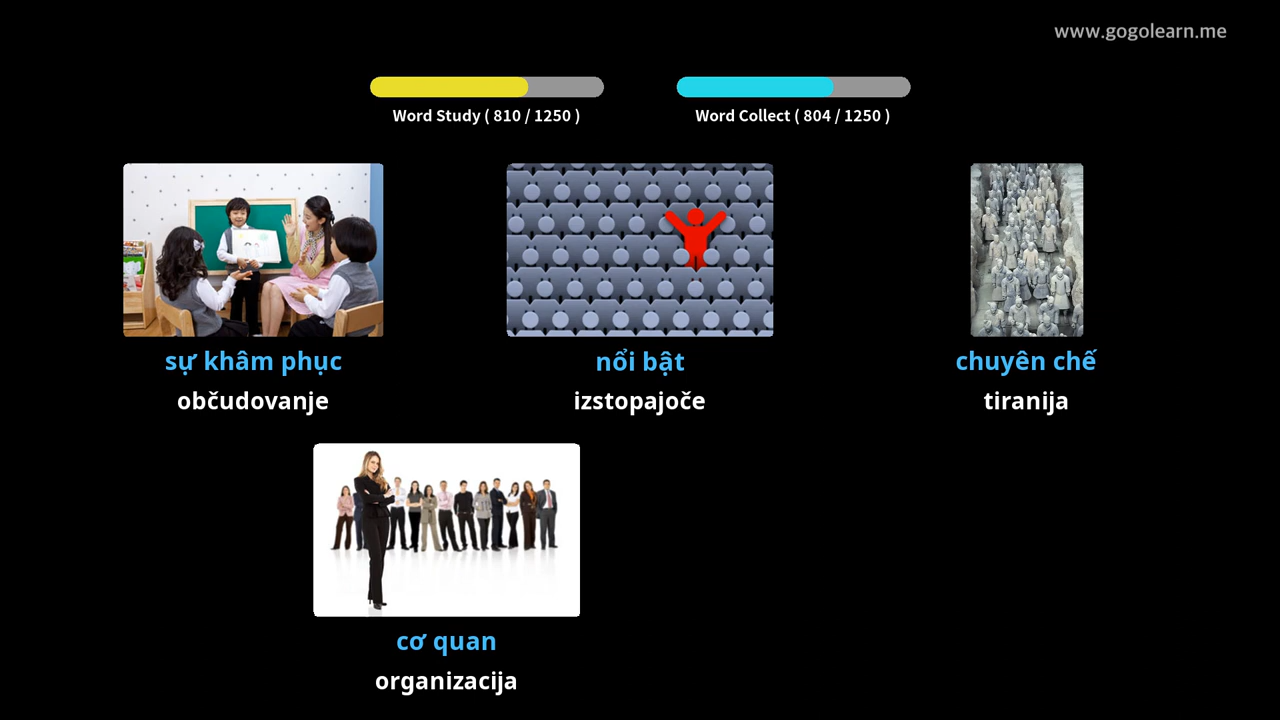 www.gogolearn.me
Word Study ( 810 / 1250 )
Word Collect ( 804 / 1250 )
sự khâm phục
občudovanje
nổi bật
izstopajoče
chuyên chế
tiranija
cơ quan
organizacija